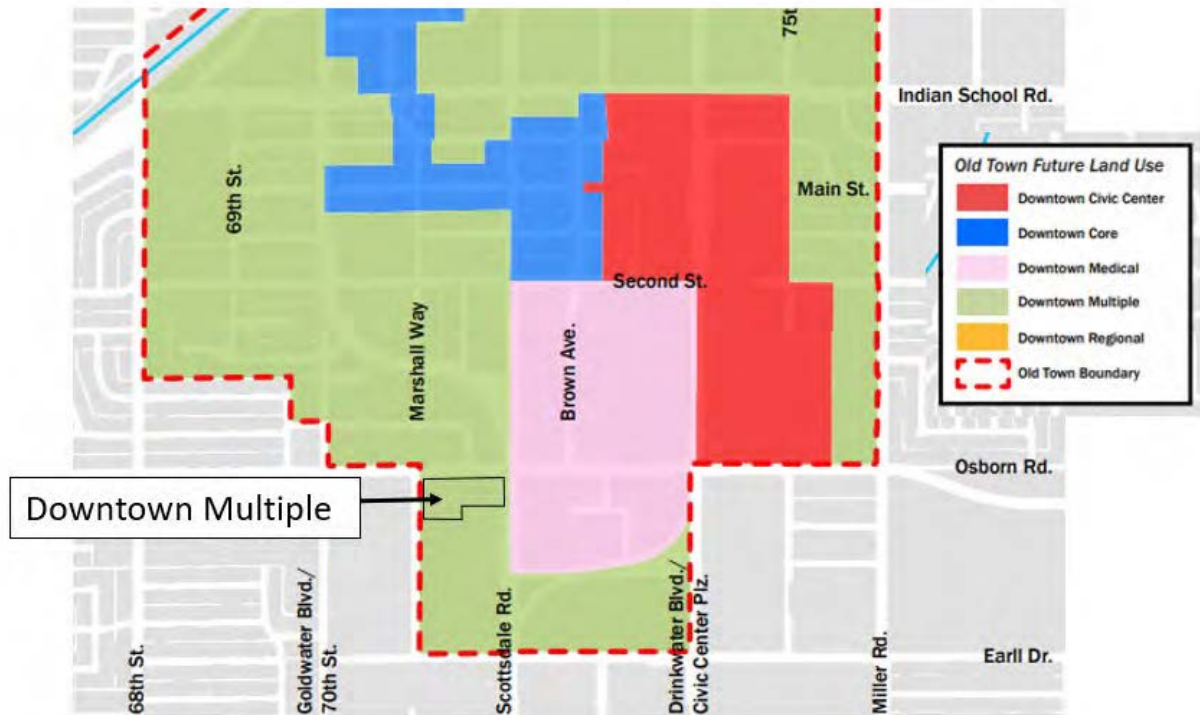 75t
Indian School Rd.
Old Town Future Land Use
Downtown Civic Center
Downtown Core
Downtown Medical
Downtown Multiple
Downtown Regional
Old Town Boundary
69th St.
Main St.
Second St.
Marshall Way
Brown Ave.
Osborn Rd.
Downtown Multiple
68th St.
Goldwater Blvd./
70th St.
Scottsdale Rd.
Drinkwater Blvd./
Civic Center Plz.
Miller Rd.
Earll Dr.